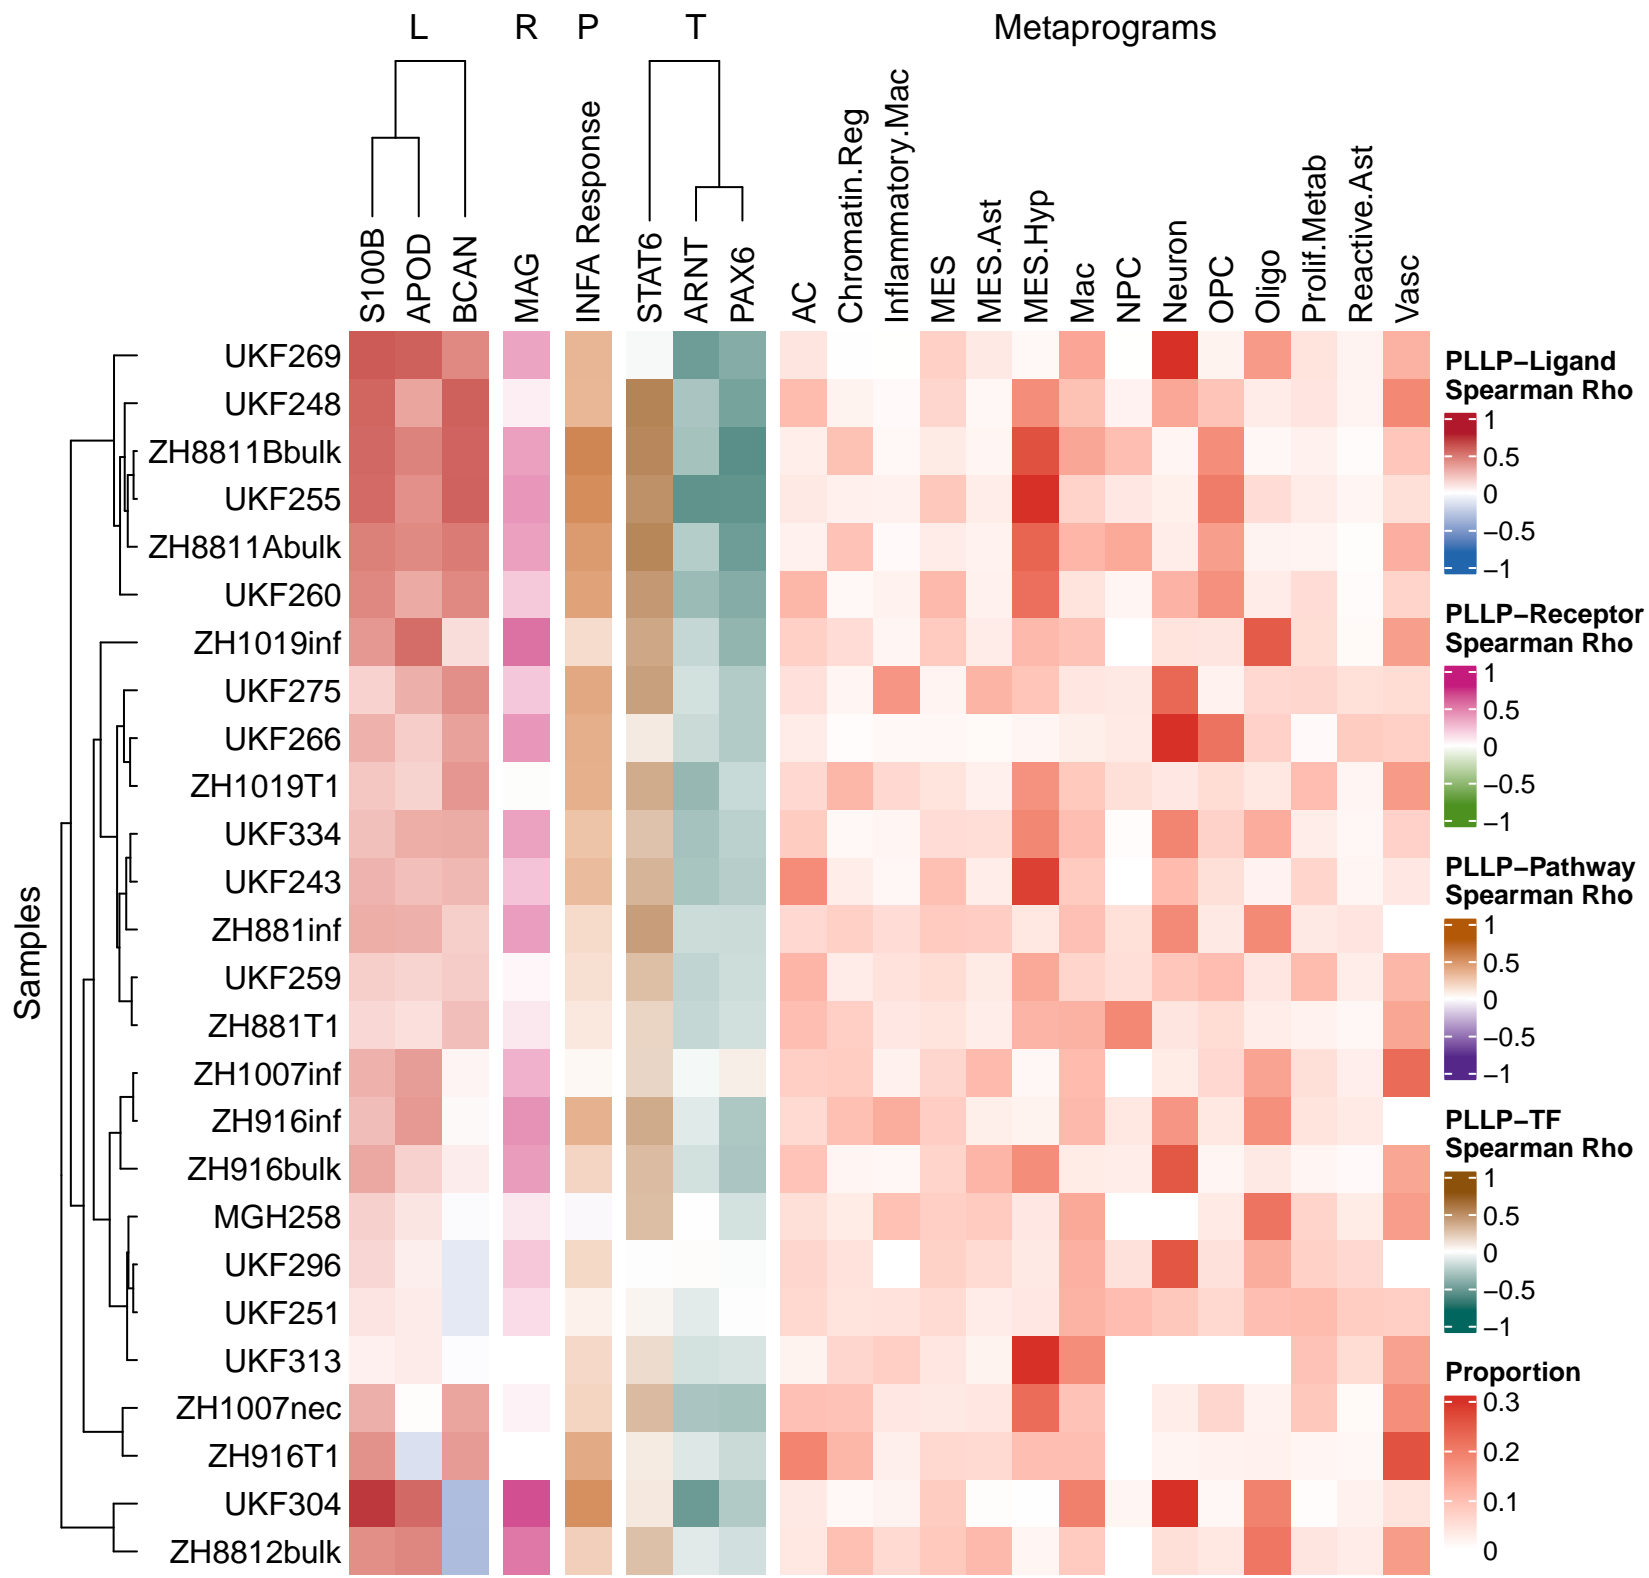 L R P T Metaprograms
S100B
APOD
BCAN
MAG
INFA Response
STAT6
ARNT
PAX6
AC
Chromatin.Reg
Inflammatory.Mac
MES
MES.Ast
MES.Hyp
Mac
NPC
Neuron
OPC
Oligo
Prolif.Metab
Reactive.Ast
Vasc
Samples
UKF269
UKF248
ZH8811Bbulk
UKF255
ZH8811Abulk
UKF260
ZH1019inf
UKF275
UKF266
ZH1019T1
UKF334
UKF243
ZH881inf
UKF259
ZH881T1
ZH1007inf
ZH916inf
ZH916bulk
MGH258
UKF296
UKF251
UKF313
ZH1007nec
ZH916T1
UKF304
ZH8812bulk
PLLP−Ligand
Spearman Rho
1
0.5
0
−0.5
−1
PLLP−Receptor
Spearman Rho
1
0.5
0
−0.5
−1
PLLP−Pathway
Spearman Rho
1
0.5
0
−0.5
−1
PLLP−TF
Spearman Rho
1
0.5
0
−0.5
−1
Proportion
0.3
0.2
0.1
0